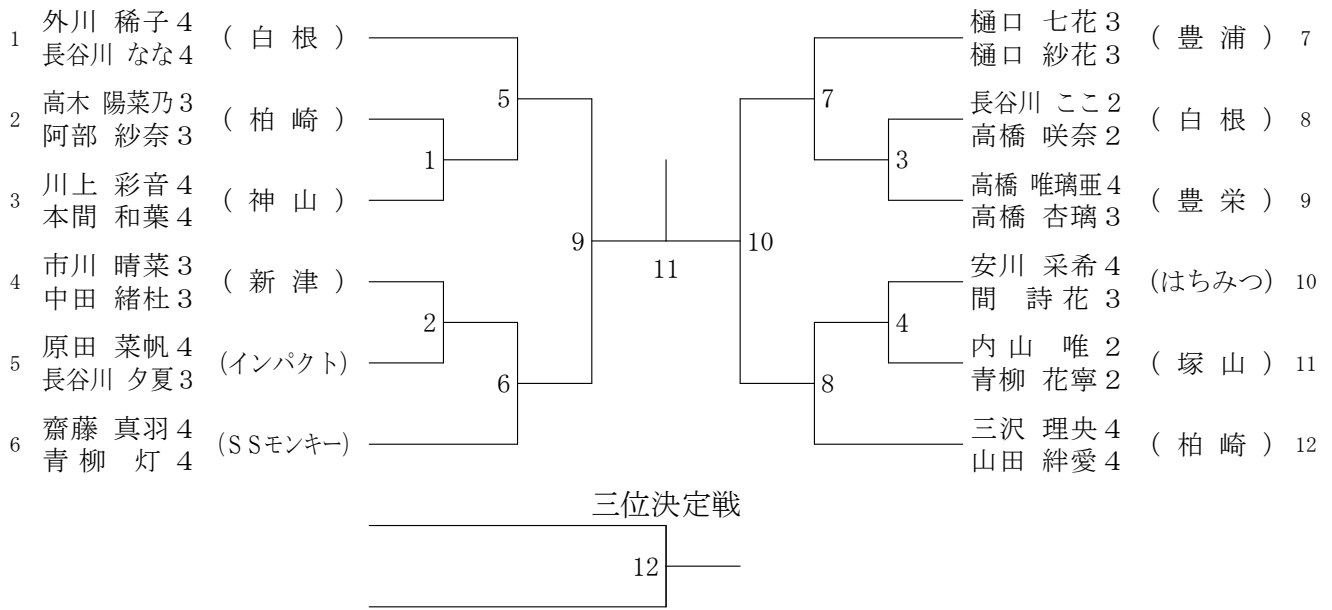 1 外川 稀子 4 (白根)
長谷川 なな 4
2 高木 陽菜乃 3 (柏崎)
阿部 紗奈 3
3 川上 彩音 4 (神山)
本間 和葉 4
4 市川 晴菜 3 (新津)
中田 緒杜 3
5 原田 菜帆 4 (インパクト)
長谷川 夕夏 3
6 齋藤 真羽 4 (SSモンキー)
青柳 灯 4
5
1
9
2
6
11
7
3
10
4
8
樋口 七花 3 (豊浦) 7
樋口 紗花 3
長谷川 ここ 2 (白根) 8
高橋 咲奈 2
高橋 唯璃亜 4 (豊栄) 9
高橋 杏璃 3
安川 采希 4 (はちみつ) 10
間 詩花 3
内山 唯 2 (塚山) 11
青柳 花寧 2
三沢 理央 4 (柏崎) 12
山田 絆愛 4
三位決定戦
12